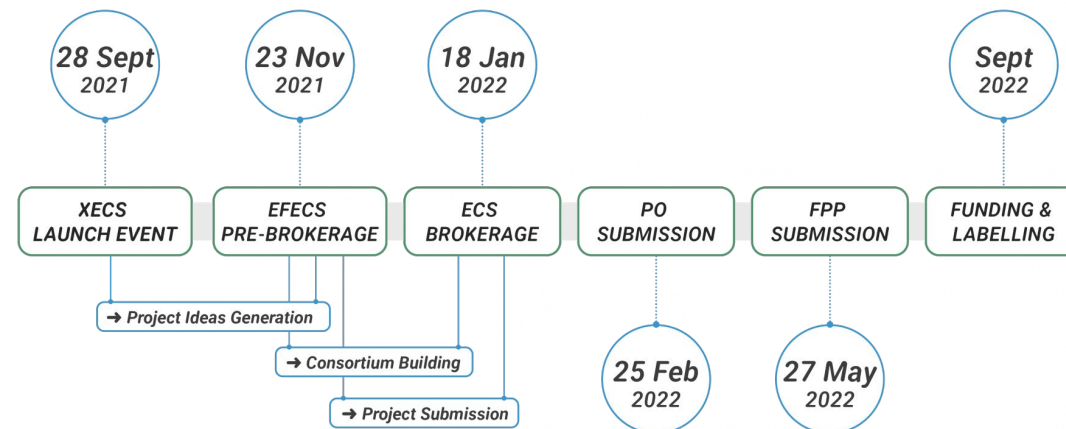 28 Sept
2021
23 Nov
2021
18 Jan
2022
Sept
2022
XECS
LAUNCH EVENT
EFECS
PRE-BROKERAGE
ECS
BROKERAGE
PO
SUBMISSION
FPP
SUBMISSION
FUNDING &
LABELLING
➔ Project Ideas Generation
➔ Consortium Building
➔ Project Submission
25 Feb
2022
27 May
2022